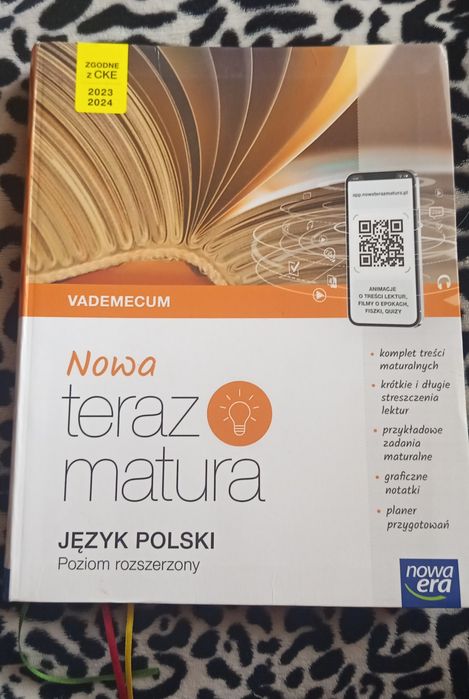 ZGODNE
z CKE
2023
2024
app.nowaterazmatura.pl
ANIMACJE
O TREŚCI LEKTUR,
FILMY O EPOKACH,
FISZKI, QUIZY
VADEMECUM
Nowa
teraz
matura
JĘZYK POLSKI
Poziom rozszerzony
• komplet treści
maturalnych
• krótkie i długie
streszczenia
lektur
• przykładowe
zadania
maturalne
• graficzne
notatki
• planer
przygotowań
nowa
era